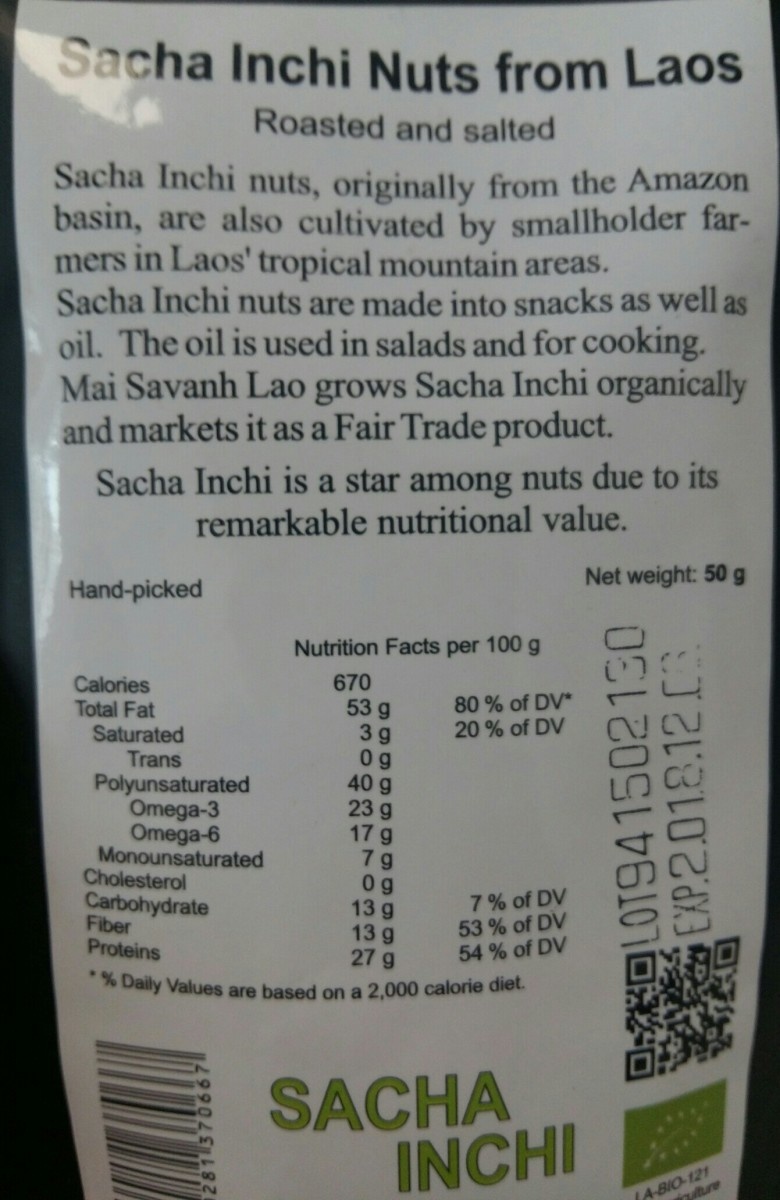 Sacha Inchi Nuts from Laos
Roasted and salted
Sacha Inchi nuts, originally from the Amazon
basin, are also cultivated by smallholder far-
mers in Laos' tropical mountain areas.
Sacha Inchi nuts are made into snacks as well as
oil. The oil is used in salads and for cooking.
Mai Savanh Lao grows Sacha Inchi organically
and markets it as a Fair Trade product.
Sacha Inchi is a star among nuts due to its
remarkable nutritional value.
Hand-picked
Net weight: 50 g
Nutrition Facts per 100 g
Calories 670
Total Fat 53 g 80 % of DV*
Saturated 3 g 20 % of DV
Trans 0 g
Polyunsaturated 40 g
Omega-3 23 g
Omega-6 17 g
Monounsaturated 7 g
Cholesterol 0 g
Carbohydrate 13 g 7 % of DV
Fiber 13 g 53 % of DV
Proteins 27 g 54 % of DV
* % Daily Values are based on a 2,000 calorie diet.
LOT941502130
EXP.2.018.12
SACHA
INCHI
LA-BIO-121